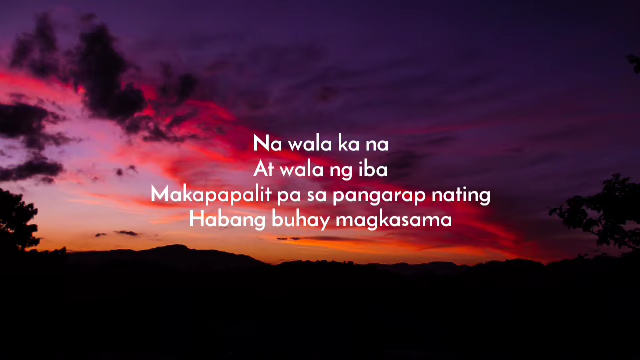 Na wala ka na
At wala ng iba
Makapapalit pa sa pangarap nating
Habang buhay magkasama